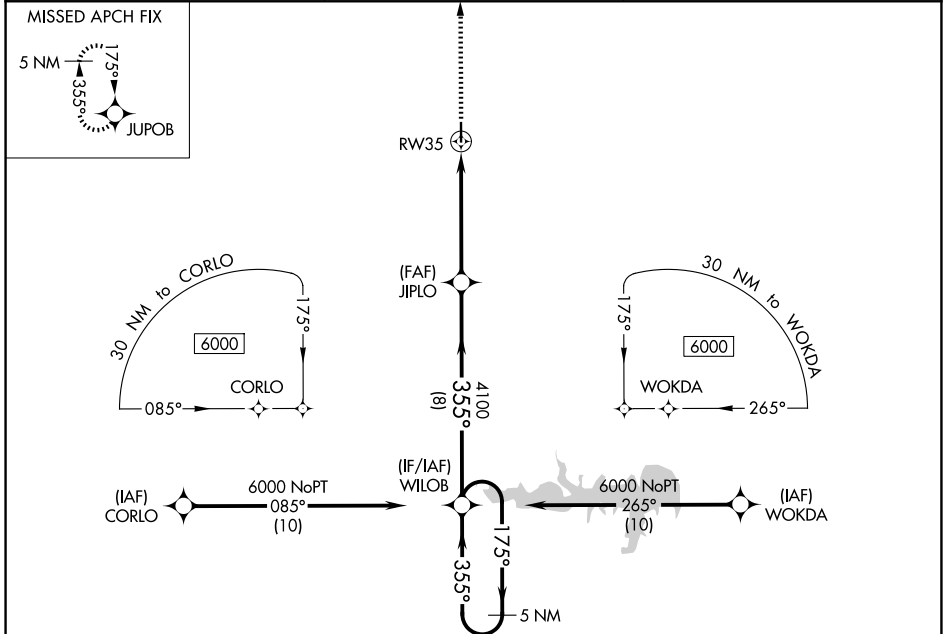 MISSED APCH FIX
5 NM
175°
355°
JUPOB
RW35
(FAF)
JIPLO
30 NM to CORLO
6000
175°
CORLO
085°
30 NM to WOKDA
175°
6000
WOKDA
265°
4100
355°
(8)
(IF/IAF)
WILOB
(IAF)
CORLO
6000 NoPT
085°
(10)
6000 NoPT
265°
(10)
(IAF)
WOKDA
175°
355°
5 NM